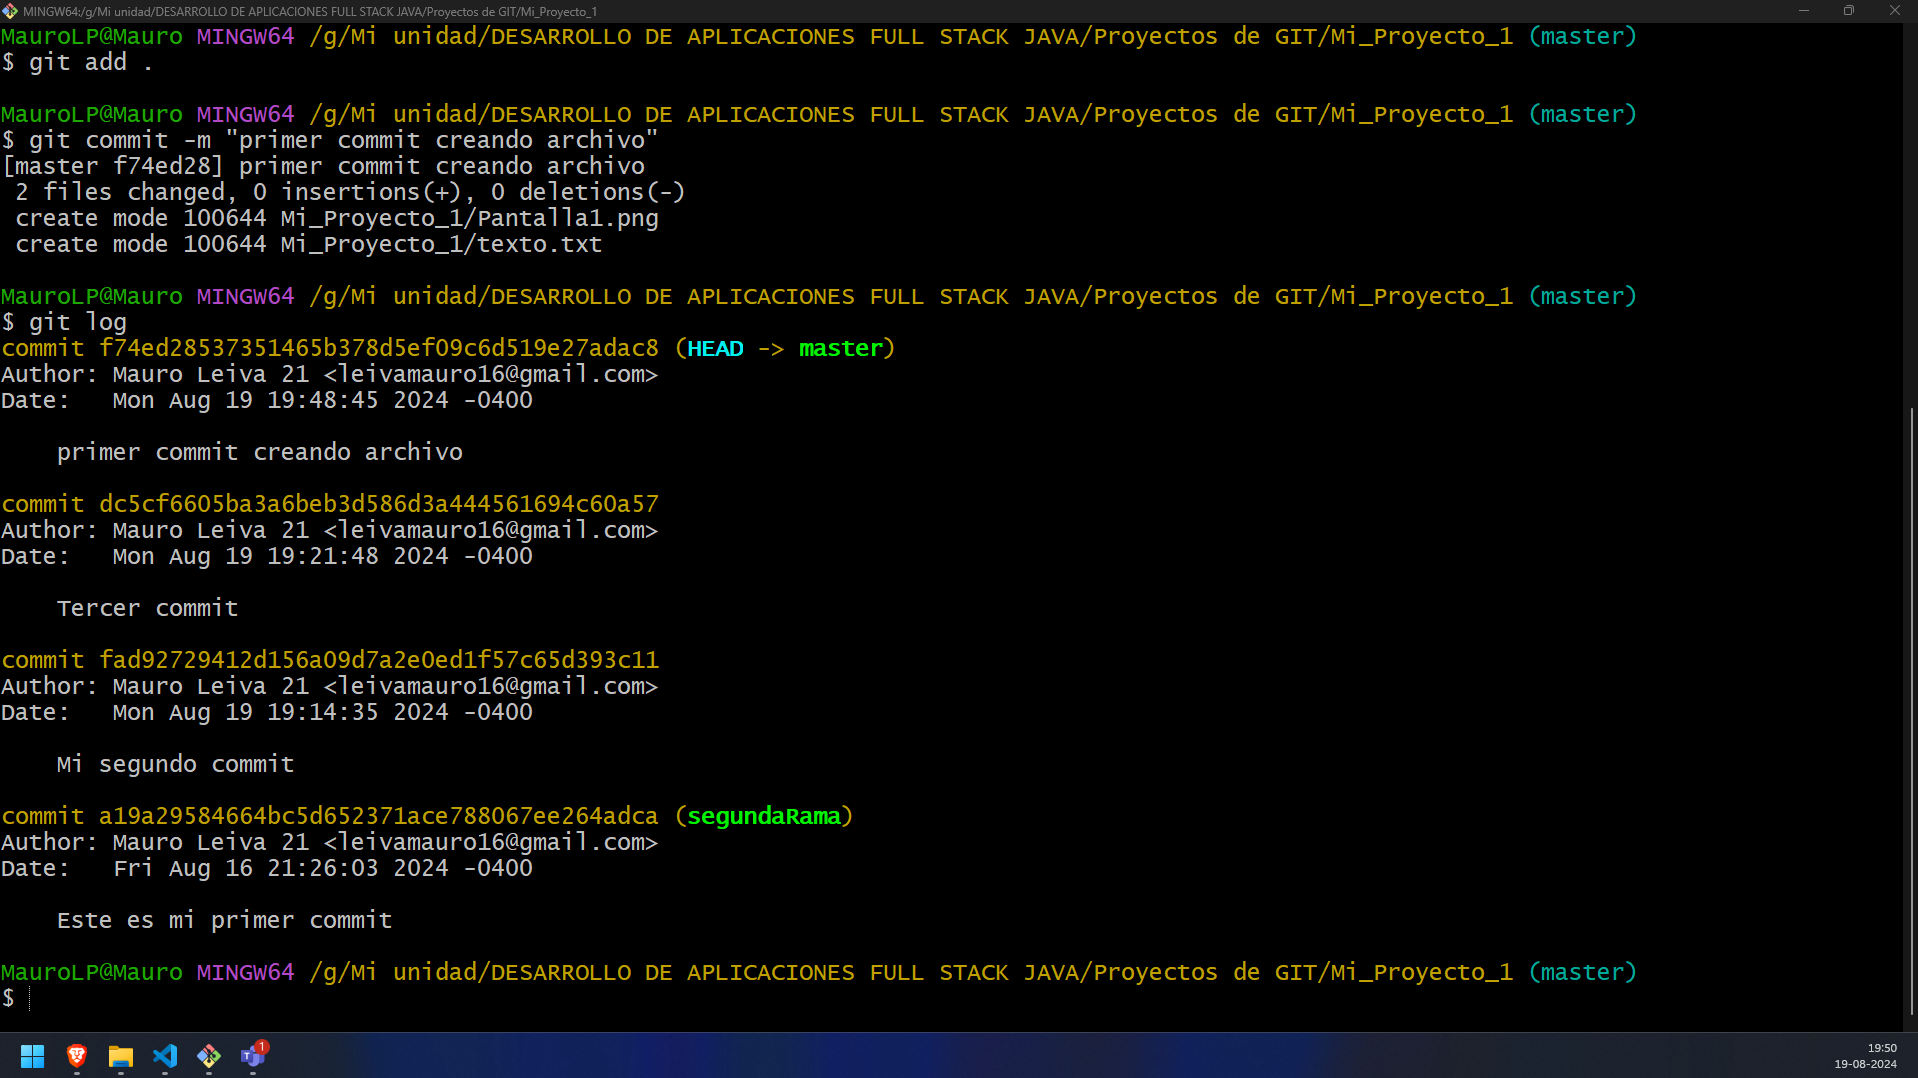 MINGW64:/g/Mi unidad/DESARROLLO DE APLICACIONES FULL STACK JAVA/Proyectos de GIT/Mi_Proyecto_1
MauroLP@Mauro MINGW64 /g/Mi unidad/DESARROLLO DE APLICACIONES FULL STACK JAVA/Proyectos de GIT/Mi_Proyecto_1 (master)
$ git add .
MauroLP@Mauro MINGW64 /g/Mi unidad/DESARROLLO DE APLICACIONES FULL STACK JAVA/Proyectos de GIT/Mi_Proyecto_1 (master)
$ git commit -m "primer commit creando archivo"
[master f74ed28] primer commit creando archivo
 2 files changed, 0 insertions(+), 0 deletions(-)
 create mode 100644 Mi_Proyecto_1/Pantalla1.png
 create mode 100644 Mi_Proyecto_1/texto.txt
MauroLP@Mauro MINGW64 /g/Mi unidad/DESARROLLO DE APLICACIONES FULL STACK JAVA/Proyectos de GIT/Mi_Proyecto_1 (master)
$ git log
commit f74ed28537351465b378d5ef09c6d519e27adac8 (HEAD -> master)
Author: Mauro Leiva 21 <leivamauro16@gmail.com>
Date:   Mon Aug 19 19:48:45 2024 -0400
    primer commit creando archivo
commit dc5cf6605ba3a6beb3d586d3a444561694c60a57
Author: Mauro Leiva 21 <leivamauro16@gmail.com>
Date:   Mon Aug 19 19:21:48 2024 -0400
    Tercer commit
commit fad92729412d156a09d7a2e0ed1f57c65d393c11
Author: Mauro Leiva 21 <leivamauro16@gmail.com>
Date:   Mon Aug 19 19:14:35 2024 -0400
    Mi segundo commit
commit a19a29584664bc5d652371ace788067ee264adca (segundaRama)
Author: Mauro Leiva 21 <leivamauro16@gmail.com>
Date:   Fri Aug 16 21:26:03 2024 -0400
    Este es mi primer commit
MauroLP@Mauro MINGW64 /g/Mi unidad/DESARROLLO DE APLICACIONES FULL STACK JAVA/Proyectos de GIT/Mi_Proyecto_1 (master)
$
T 1
19:50
19-08-2024